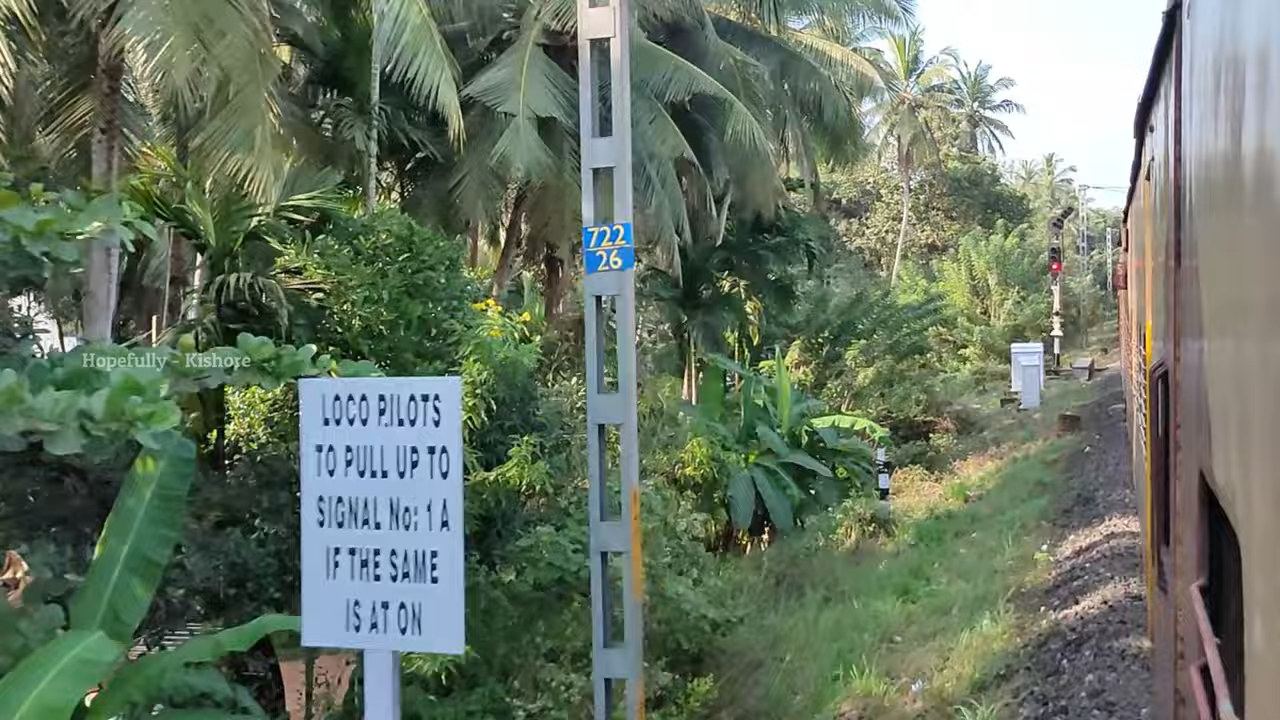 722
26
Hopefully - Kishore
LOCO PILOTS
TO PULL UP TO
SIGNAL No: 1 A
IF THE SAME
IS AT ON